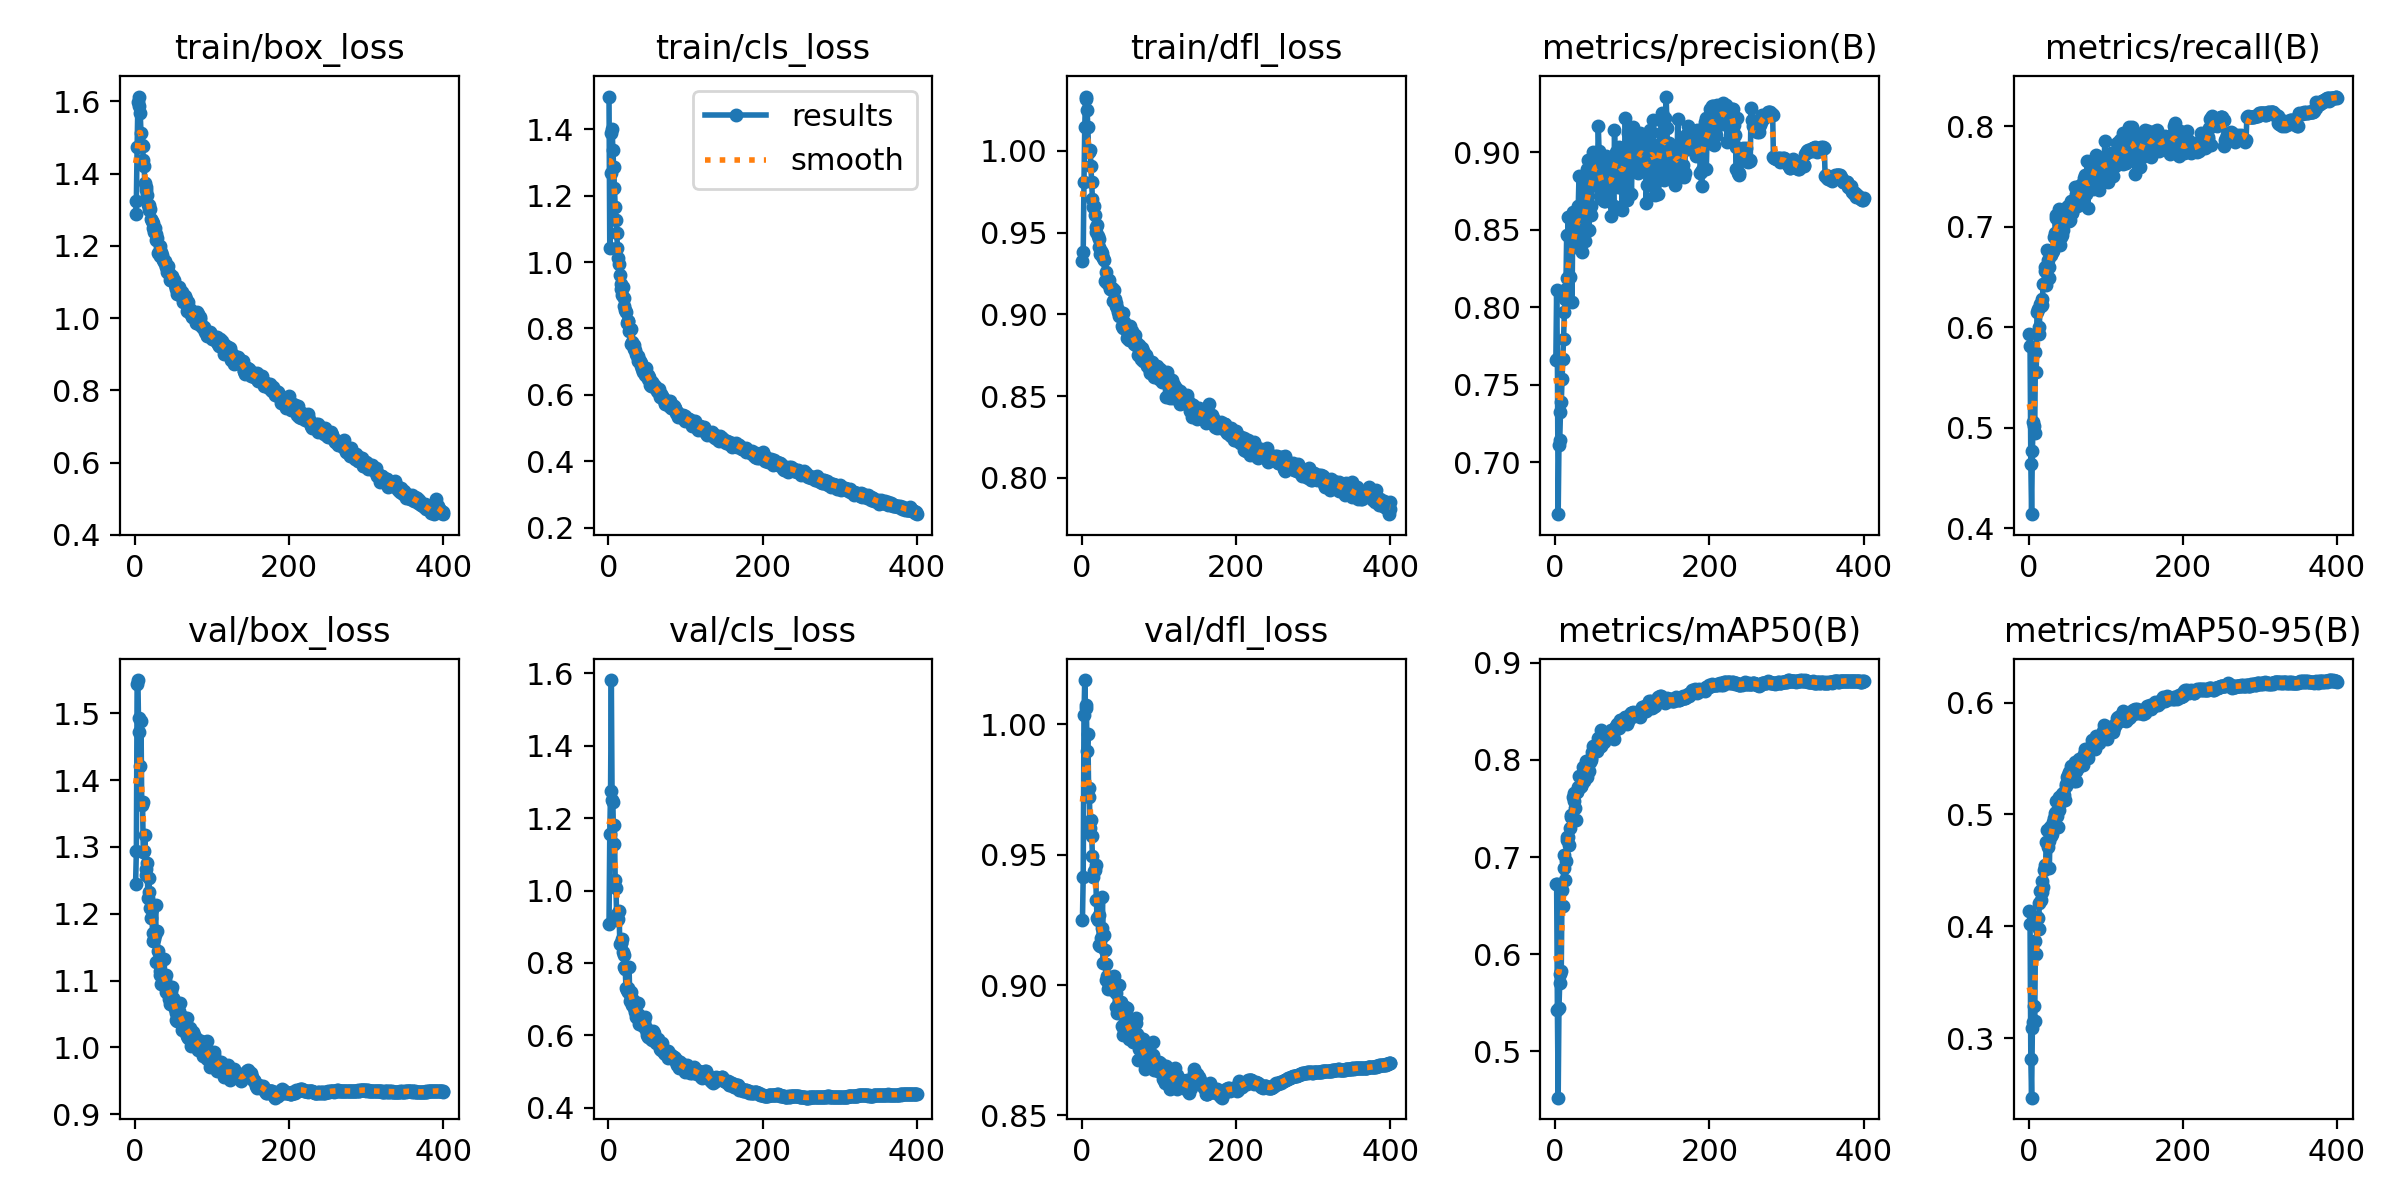 train/box_loss
1.6
1.4
1.2
1.0
0.8
0.6
0.4
0 200 400
train/cls_loss
results
smooth
1.4
1.2
1.0
0.8
0.6
0.4
0.2
0 200 400
train/dfl_loss
1.00
0.95
0.90
0.85
0.80
0 200 400
metrics/precision(B)
0.90
0.85
0.80
0.75
0.70
0 200 400
metrics/recall(B)
0.8
0.7
0.6
0.5
0.4
0 200 400
val/box_loss
1.5
1.4
1.3
1.2
1.1
1.0
0.9
0 200 400
val/cls_loss
1.6
1.4
1.2
1.0
0.8
0.6
0.4
0 200 400
val/dfl_loss
1.00
0.95
0.90
0.85
0 200 400
metrics/mAP50(B)
0.9
0.8
0.7
0.6
0.5
0 200 400
metrics/mAP50-95(B)
0.6
0.5
0.4
0.3
0 200 400